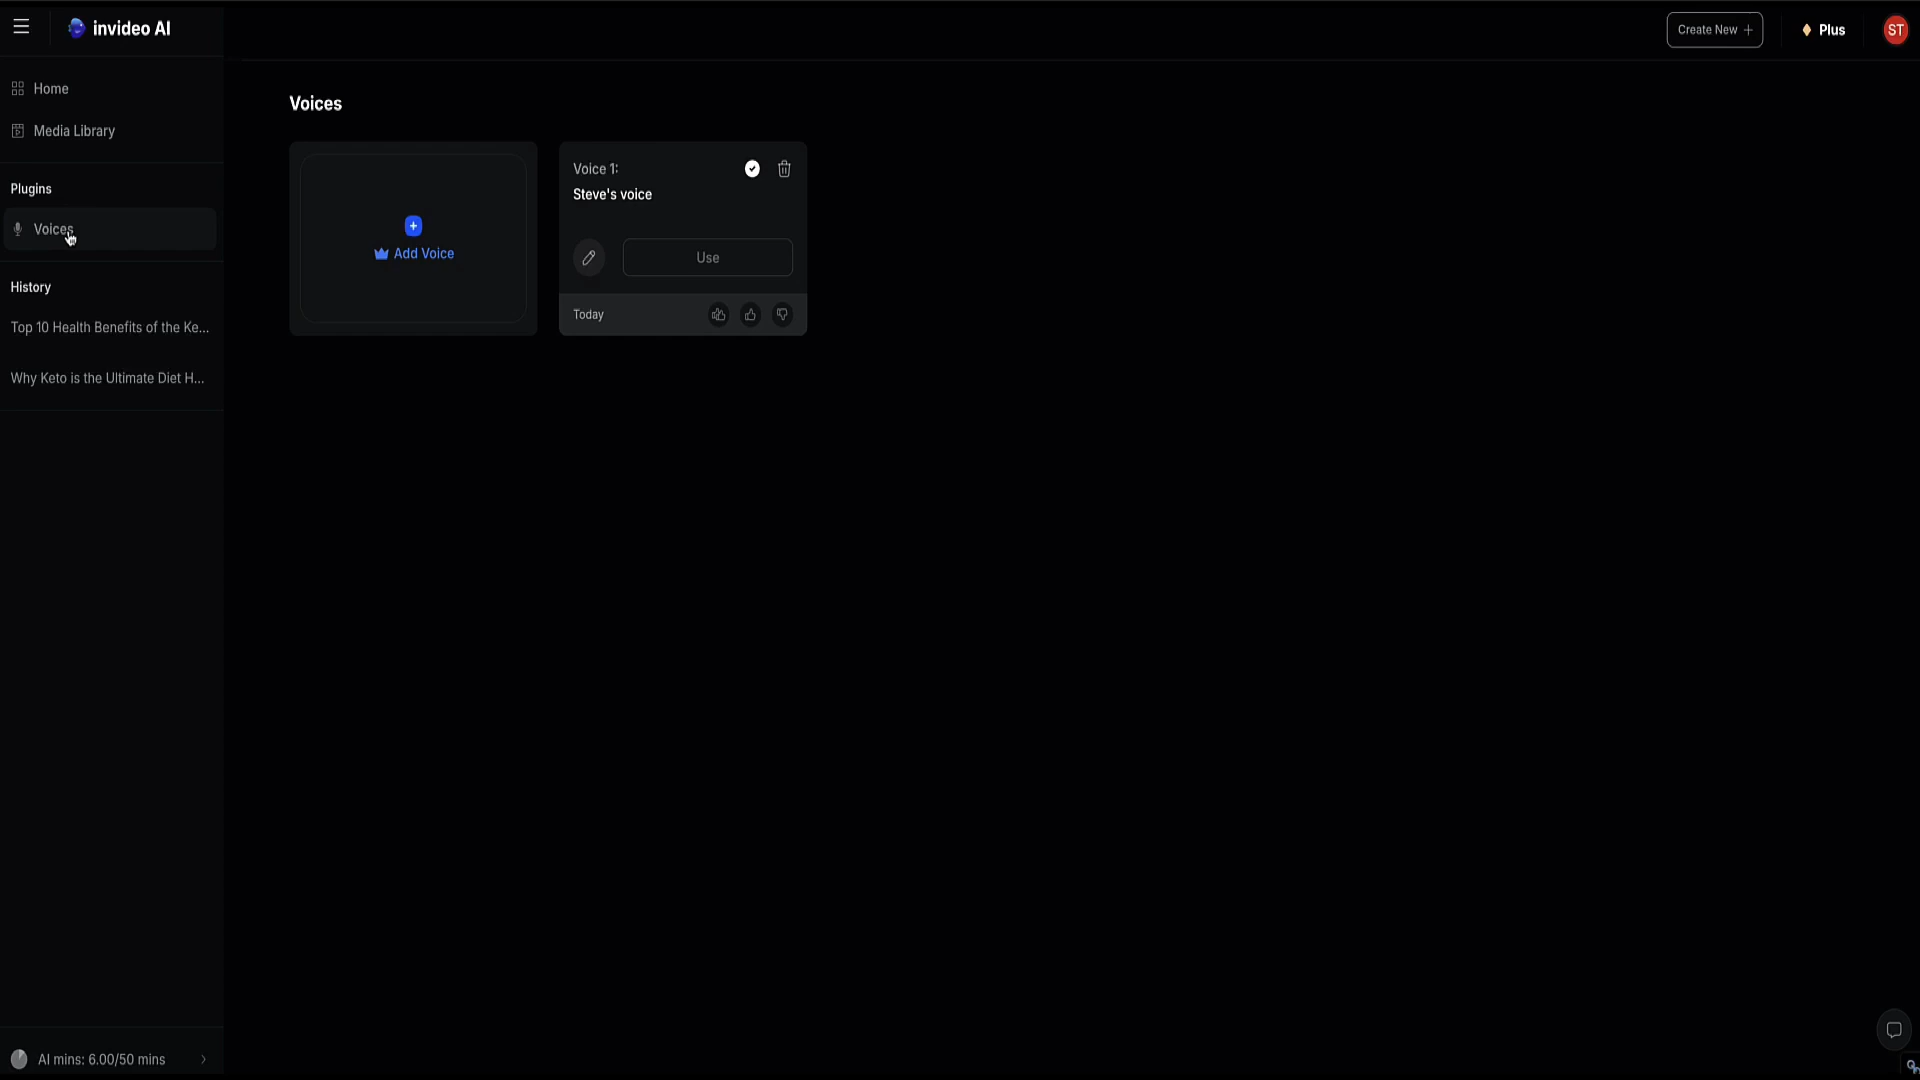 invideo AI
Create New +
Plus
ST
Home
Media Library
Plugins
Voices
History
Top 10 Health Benefits of the Ke...
Why Keto is the Ultimate Diet H...
AI mins: 6.00/50 mins
Voices
Add Voice
Voice 1:
Steve's voice
Use
Today